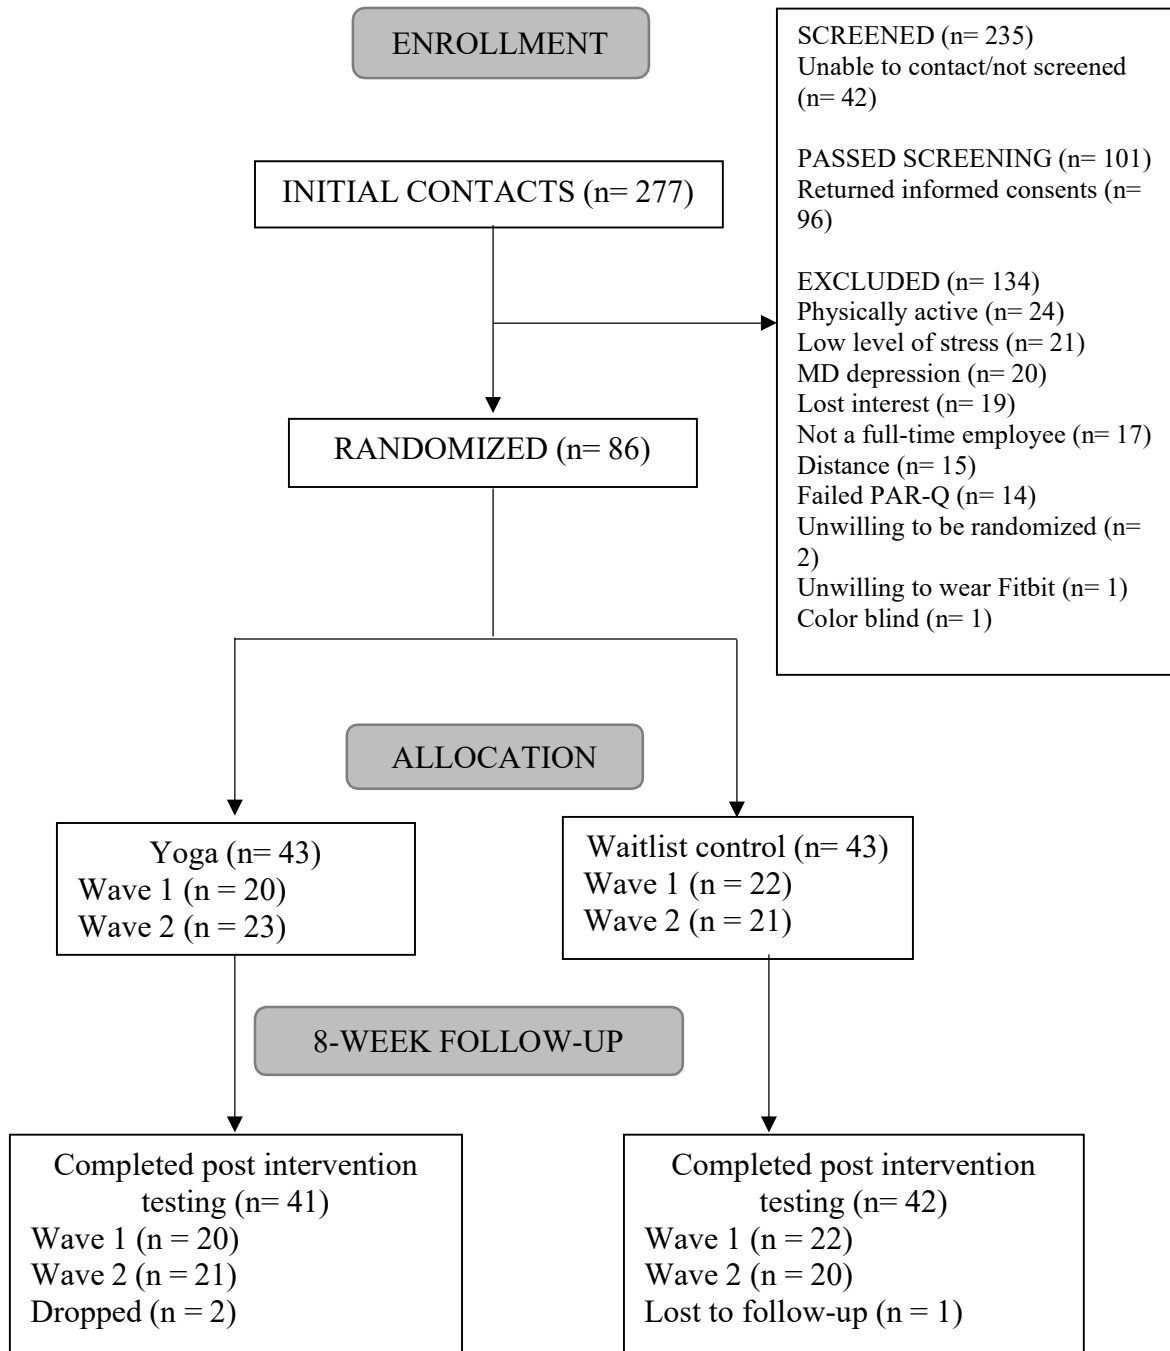 ENROLLMENT
SCREENED (n= 235)
Unable to contact/not screened
(n= 42)
PASSED SCREENING (n= 101)
Returned informed consents (n=
96)
EXCLUDED (n= 134)
Physically active (n= 24)
Low level of stress (n= 21)
MD depression (n= 20)
Lost interest (n= 19)
Not a full-time employee (n= 17)
Distance (n= 15)
Failed PAR-Q (n= 14)
Unwilling to be randomized (n=
2)
Unwilling to wear Fitbit (n= 1)
Color blind (n= 1)
INITIAL CONTACTS (n= 277)
RANDOMIZED (n= 86)
ALLOCATION
Yoga (n= 43)
Wave 1 (n = 20)
Wave 2 (n = 23)
Waitlist control (n= 43)
Wave 1 (n = 22)
Wave 2 (n = 21)
8-WEEK FOLLOW-UP
Completed post intervention
testing (n= 41)
Wave 1 (n = 20)
Wave 2 (n = 21)
Dropped (n = 2)
Completed post intervention
testing (n= 42)
Wave 1 (n = 22)
Wave 2 (n = 20)
Lost to follow-up (n = 1)